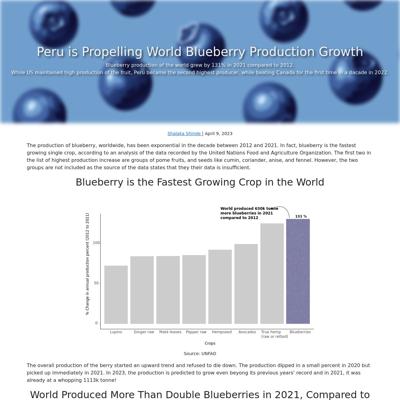 Peru is Propelling World Blueberry Production Growth
Blueberry production of the world grew by 131% in 2021 compared to 2012.
While US maintained high production of the fruit, Peru became the second highest producer, while beating Canada for the first time in a dacade in 2022.
Shalaka Shinde | April 9, 2023
The production of blueberry, worldwide, has been exponential in the decade between 2012 and 2021. In fact, blueberry is the fastest
growing single crop, according to an analysis of the data recorded by the United Nations Food and Agriculture Organization. The first two in
the list of highest production increase are groups of pome fruits, and seeds like cumin, coriander, anise, and fennel. However, the two
groups are not included as the source of the data states that they their data is insufficient.
Blueberry is the Fastest Growing Crop in the World
World produced 630k tonne
more blueberries in 2021
compared to 2012
131 %
% Change in annual production percent (2012 to 2021)
100
50
0
Lupins
Ginger raw
Maté leaves
Pepper raw
Hempseed
Avocados
True hemp
(raw or retted)
Blueberries
Crops
Source: UNFAO
The overall production of the berry started an upward trend and refused to die down. The production dipped in a small percent in 2020 but
picked up immediately in 2021. In 2023, the production is predicted to grow even beyong its previous years' record and in 2021, it was
already at a whopping 1113k tonne!
World Produced More Than Double Blueberries in 2021, Compared to